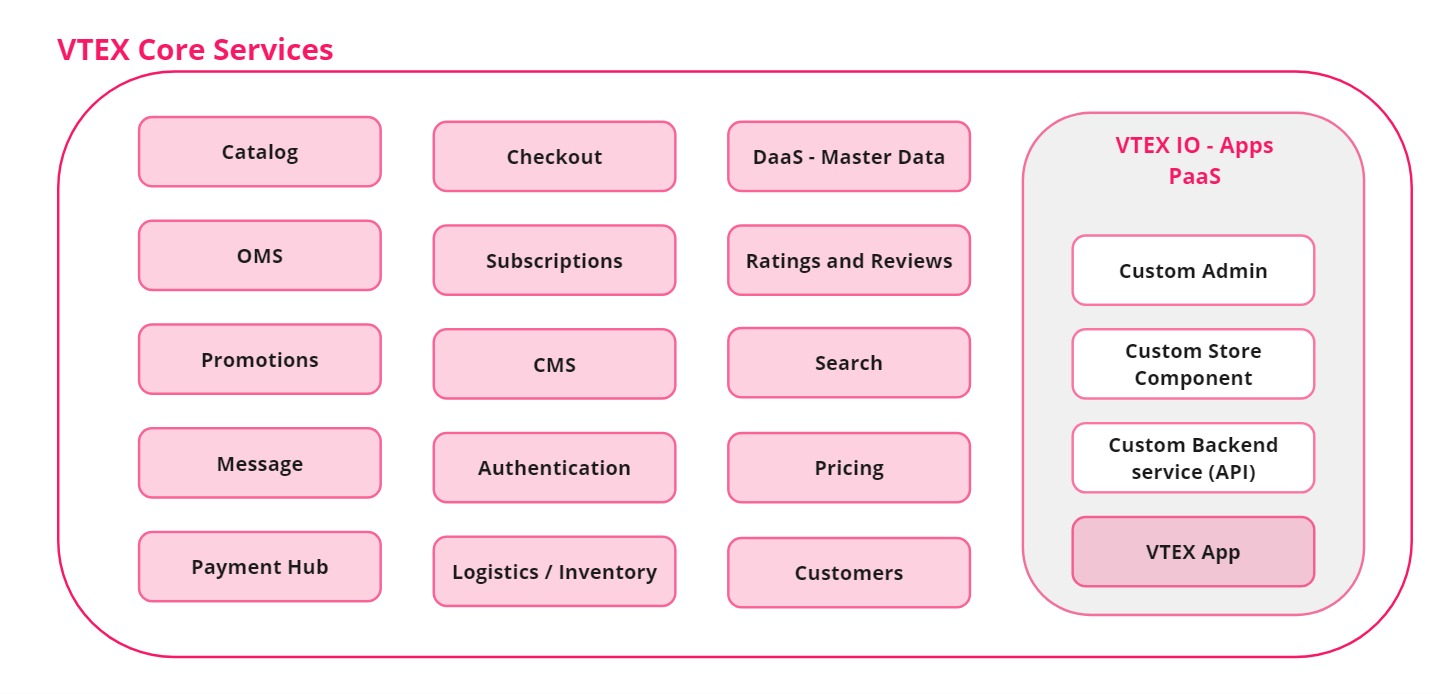 VTEX Core Services
Catalog
Checkout
DaaS - Master Data
VTEX IO - Apps
PaaS
OMS
Subscriptions
Ratings and Reviews
Custom Admin
Promotions
CMS
Search
Custom Store
Component
Message
Authentication
Pricing
Custom Backend
service (API)
Payment Hub
Logistics / Inventory
Customers
VTEX App